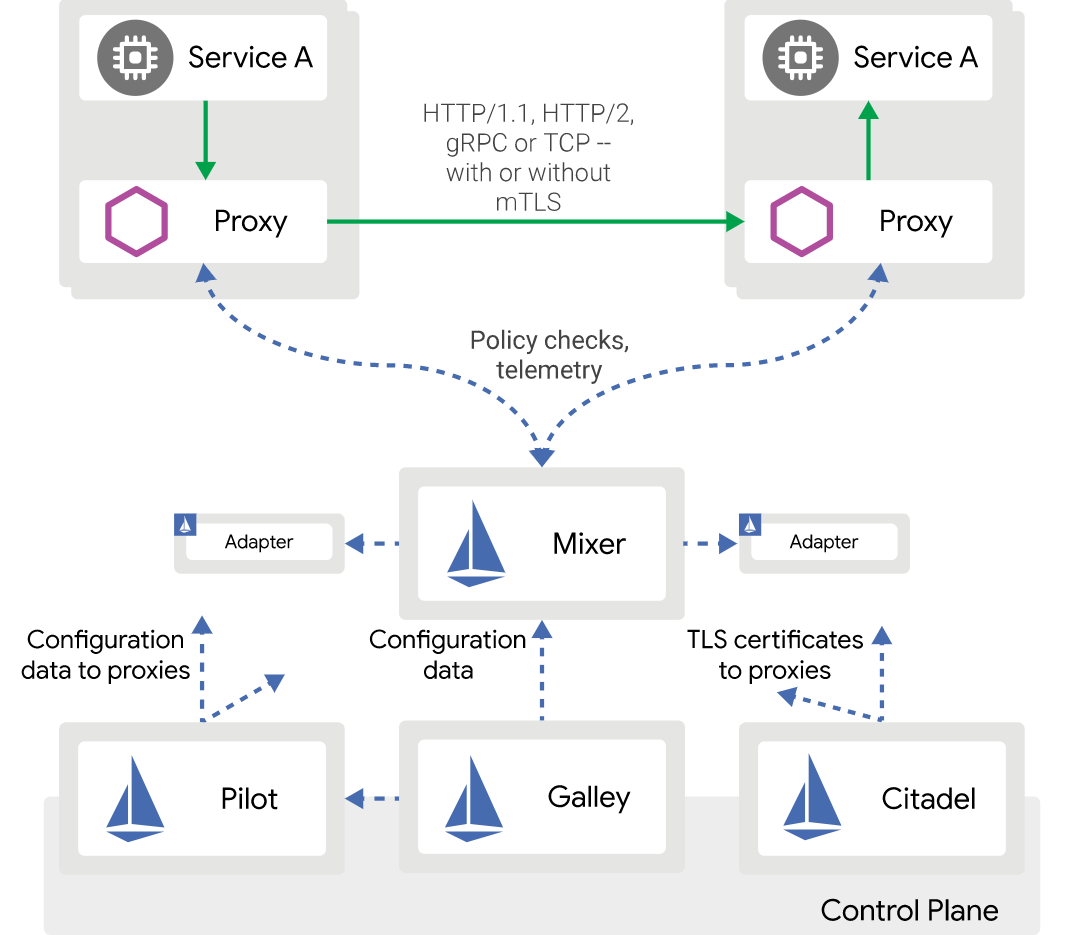 Service A
Service A
HTTP/1.1, HTTP/2,
gRPC or TCP --
with or without
mTLS
Proxy
Proxy
Policy checks,
telemetry
Mixer
Adapter
Adapter
Configuration
data to proxies
Configuration
data
TLS certificates
to proxies
Pilot
Galley
Citadel
Control Plane